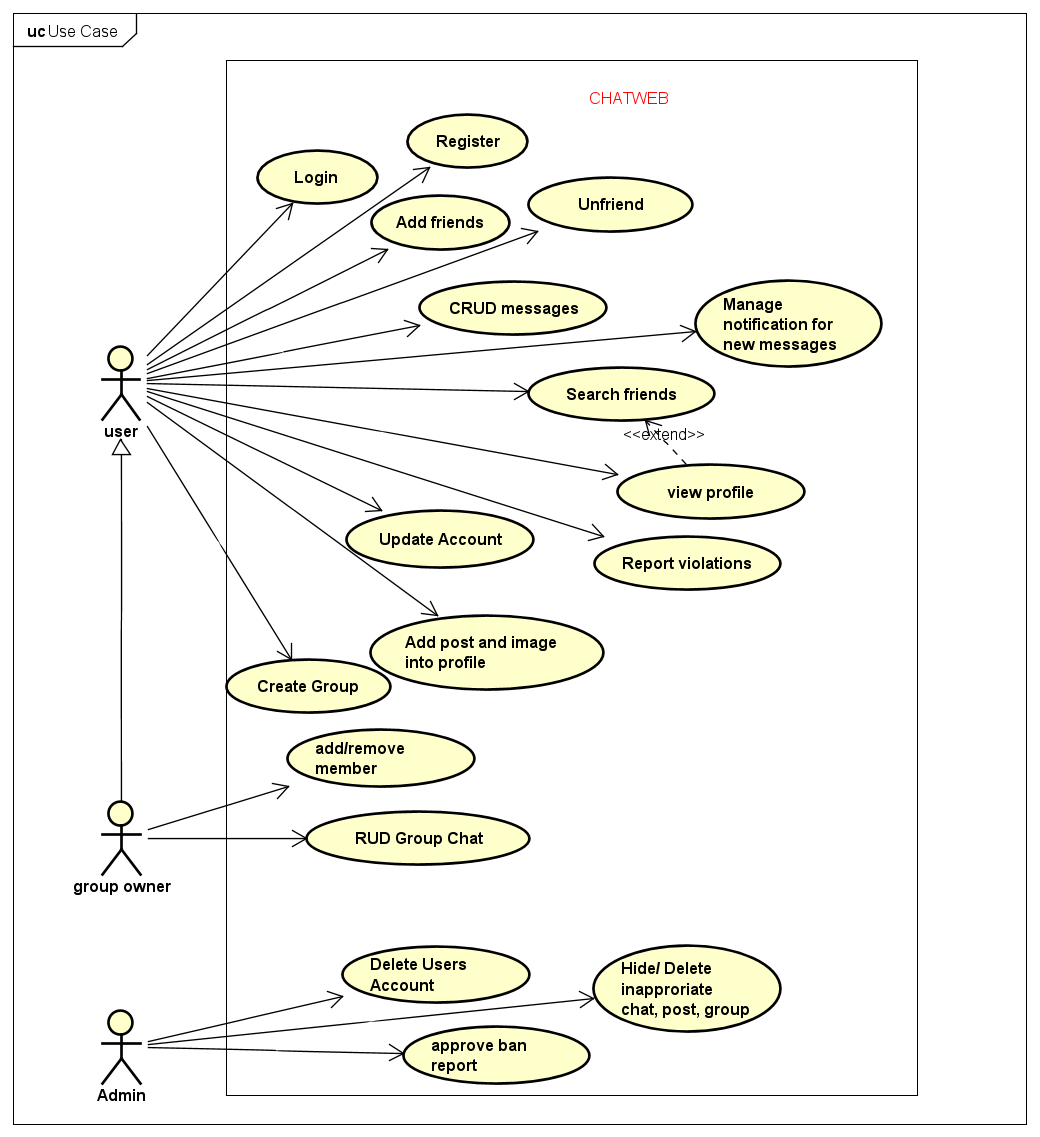 uc Use Case
CHATWEB
Register
Login
Unfriend
Add friends
CRUD messages
Manage
notification for
new messages
Search friends
<<extend>>
user
view profile
Update Account
Report violations
Add post and image
into profile
Create Group
add/remove
member
RUD Group Chat
group owner
Delete Users
Account
Hide/ Delete
inapproriate
chat, post, group
approve ban
report
Admin